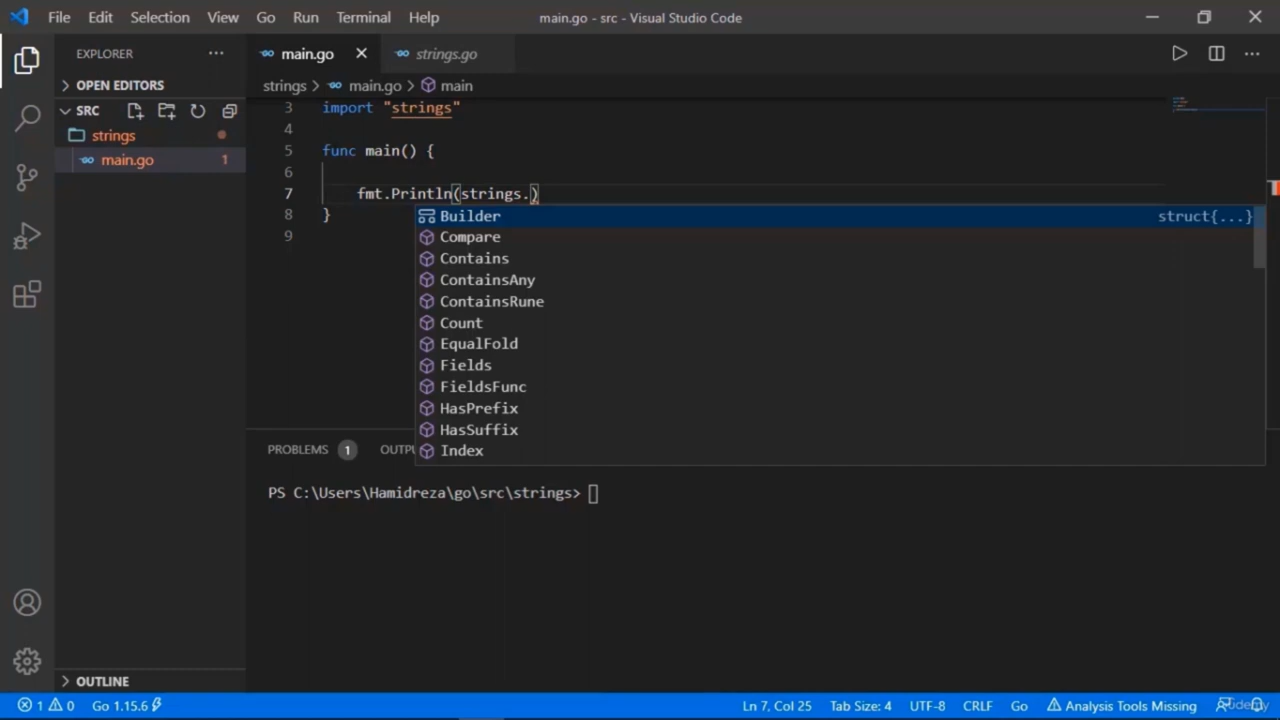 File Edit Selection View Go Run Terminal Help
main.go - src - Visual Studio Code
EXPLORER
OPEN EDITORS
SRC
strings
main.go 1
OUTLINE
main.go
strings.go
strings main.go main
3 import "strings"
4
5 func main() {
6
7 fmt.Println(strings.)
8 }
9
Builder struct{...}
Compare
Contains
ContainsAny
ContainsRune
Count
EqualFold
Fields
FieldsFunc
HasPrefix
HasSuffix
Index
PROBLEMS 1 OUTPU
PS C:\Users\Hamidreza\go\src\strings>
1 0 Go 1.15.6 Ln 7, Col 25 Tab Size: 4 UTF-8 CRLF Go Analysis Tools Missing
Udemy